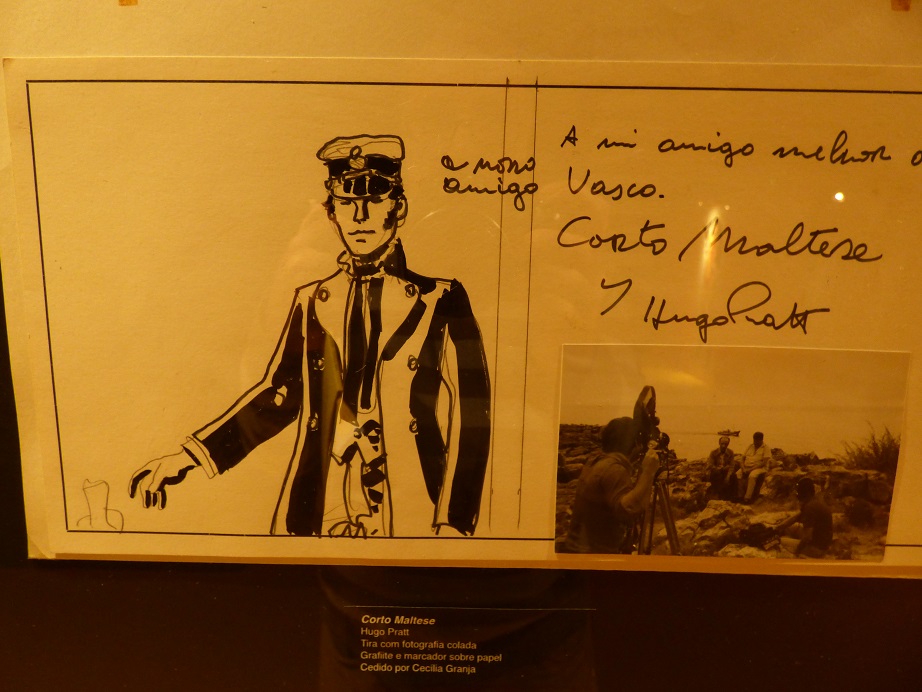 a nosso
amigo
A mi amigo melhor
Vasco.
Corto Maltese
y Hugo Pratt
Corto Maltese
Hugo Pratt
Tira com fotografia colada
Grafiite e marcador sobre papel
Cedido por Cecília Granja